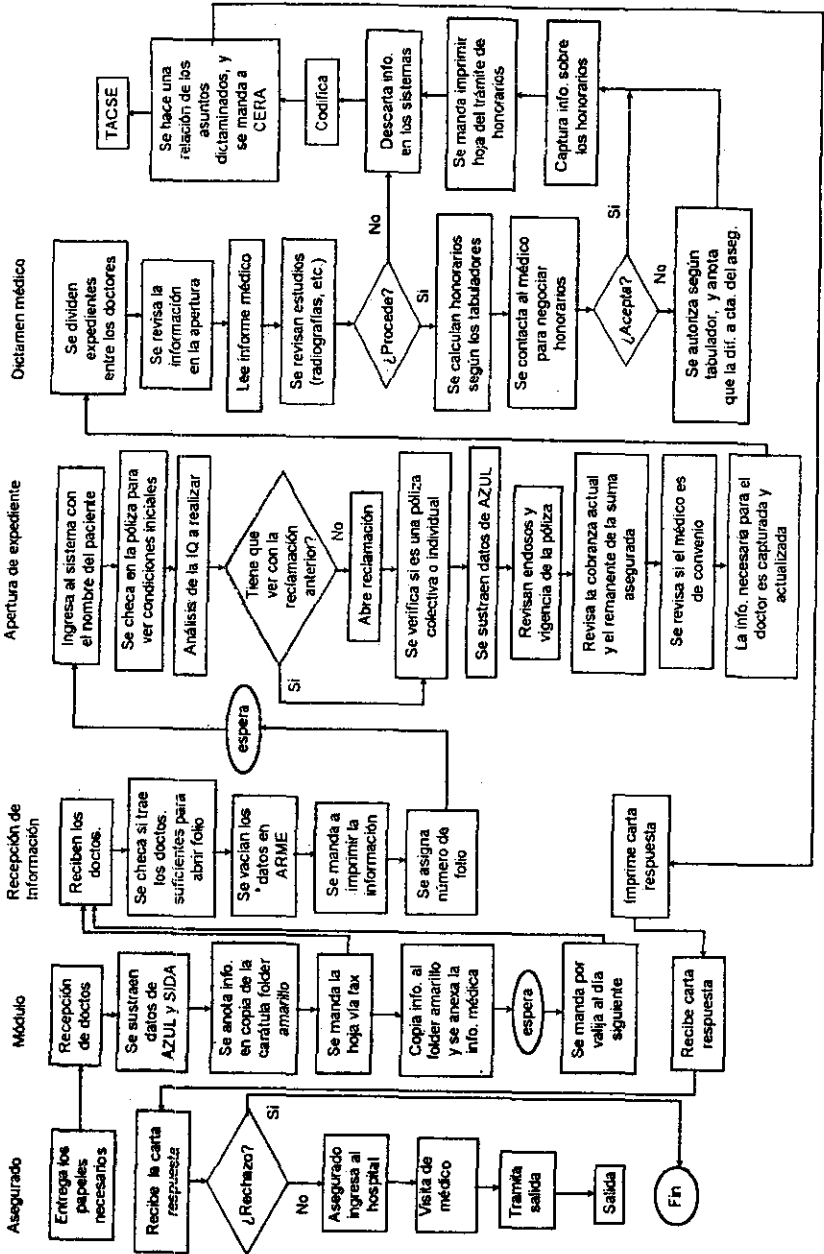 Asegurado
Entrega los
papeles
necesarios
Recibe la carta
respuesta
¿Rechazo?
Si
No
Asegurado
ingresa al
hospital
Visita de
médico
Tramita
salida
Salida
Fin
Módulo
Recepción
de doctos
Se sustraen
datos de
AZUL y SIDA
Se anota info.
en copia de la
carátula folder
amarillo
Se manda la
hoja vía fax
Copia info. al
folder amarillo
y se anexa la
info. médica
espera
Se manda por
valija al día
siguiente
Recibe carta
respuesta
Recepción de
Información
Reciben los
doctos.
Se checa si trae
los doctos.
suficientes para
abrir folio
Se vacian los
datos en
ARME
Se manda a
imprimir la
información
Se asigna
número de
folio
espera
Imprime carta
respuesta
Apertura de expediente
Ingresa al sistema con
el nombre del paciente
Se checa en la póliza para
ver condiciones iniciales
Análisis de la IQ a realizar
Tiene que
ver con la
reclamación
anterior?
No
Si
Abre reclamación
Se verifica si es una póliza
colectiva o individual
Se sustraen datos de AZUL
Revisan endosos y
vigencia de la póliza
Revisa la cobranza actual
y el remanente de la suma
asegurada
Se revisa si el médico es
de convenio
La info. necesaria para el
doctor es capturada y
actualizada
Dictamen médico
Se dividen
expedientes
entre los doctores
Se revisa la
información
en la apertura
Lee informe médico
Se revisan estudios
(radiografías, etc.)
¿Procede?
No
Si
Se calculan honorarios
según los tabuladores
Se contacta al médico
para negociar
honorarios
¿Acepta?
Si
No
Se autoriza según
tabulador, y anota
que la dif. a cta. del aseg.
Captura info. sobre
los honorarios
Se manda imprimir
hoja del trámite de
honorarios
Descarta info.
en los sistemas
Codifica
Se hace una
relación de los
asuntos
dictaminados, y
se manda a
CERA
TACSE